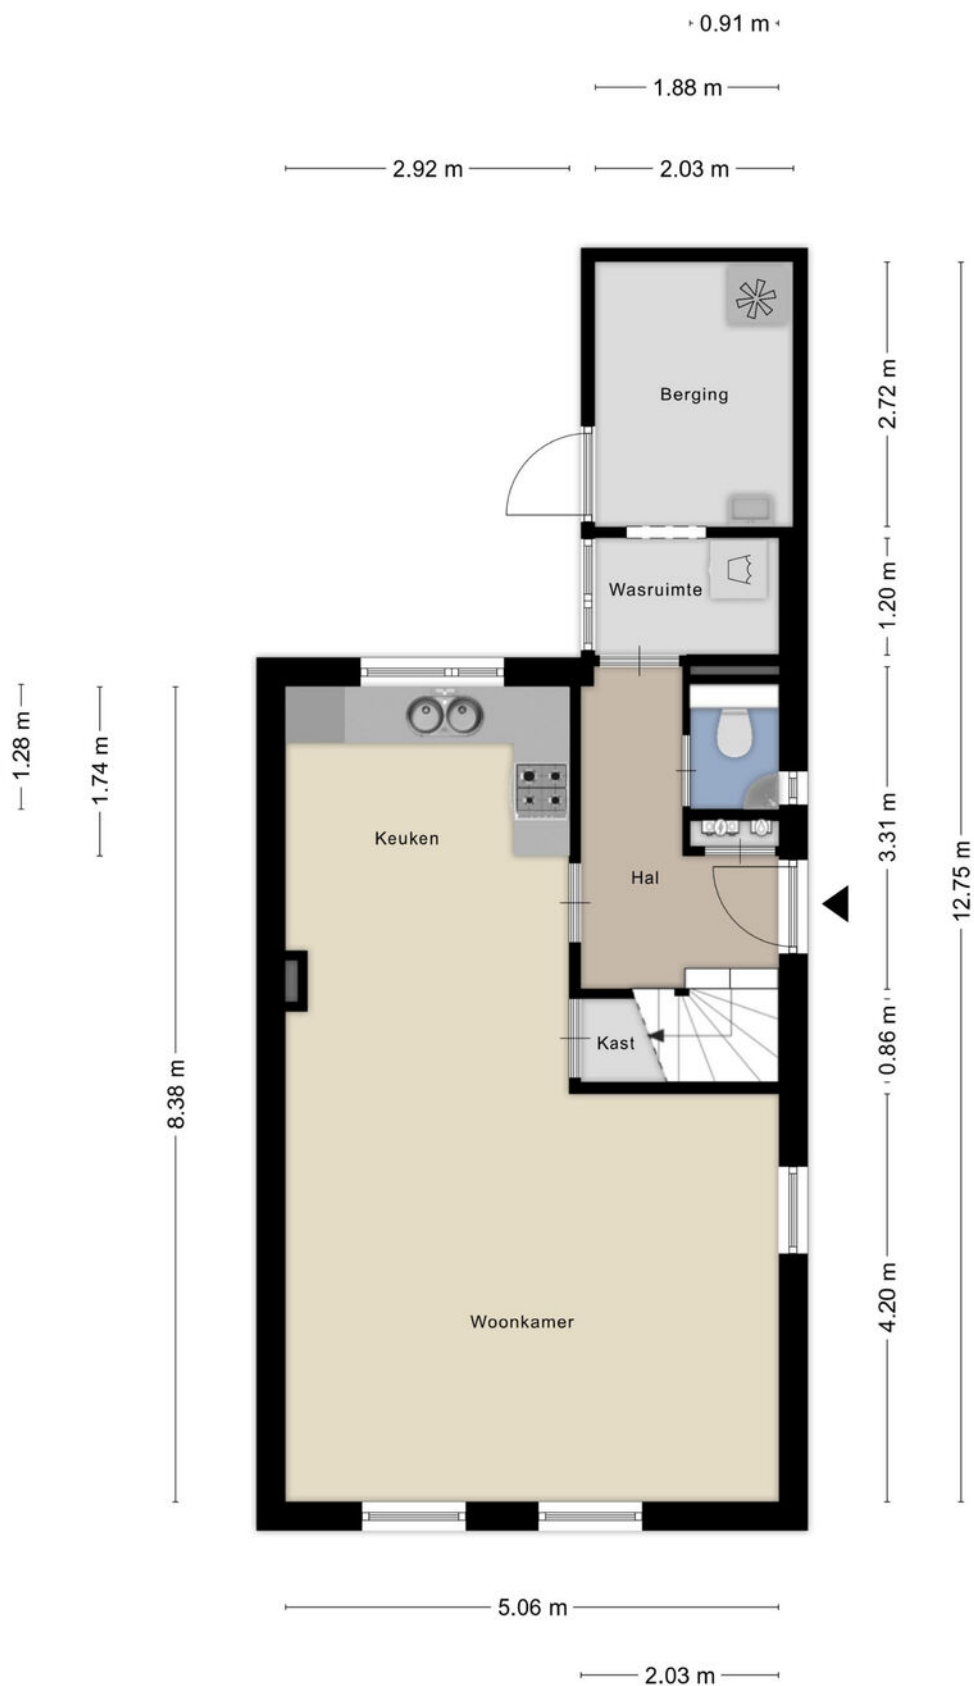 0.91 m
1.88 m
2.92 m
2.03 m
Berging
2.72 m
Wasruimte
1.20 m
1.28 m
1.74 m
Keuken
Hal
3.31 m
12.75 m
Kast
0.86 m
8.38 m
4.20 m
Woonkamer
5.06 m
2.03 m